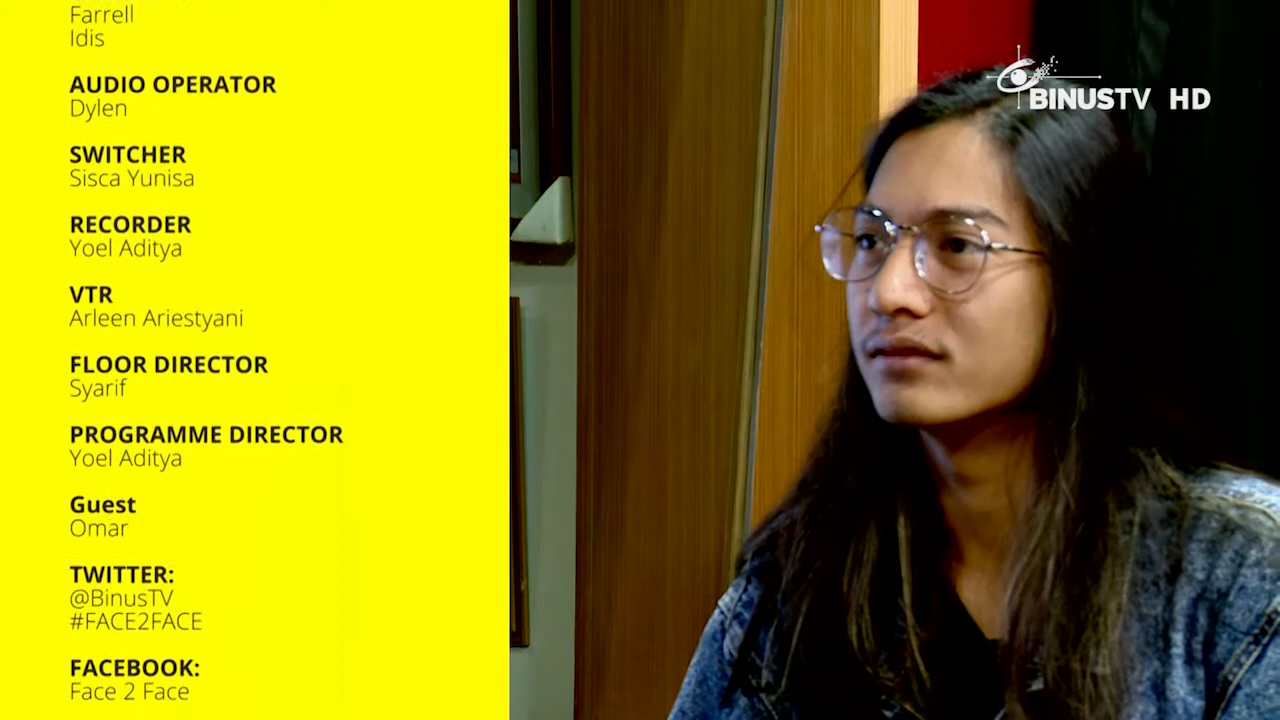 Farrell
Idis
AUDIO OPERATOR
Dylen
SWITCHER
Sisca Yunisa
RECORDER
Yoel Aditya
VTR
Arleen Ariestyani
FLOOR DIRECTOR
Syarif
PROGRAMME DIRECTOR
Yoel Aditya
Guest
Omar
TWITTER:
@BinusTV
#FACE2FACE
FACEBOOK:
Face 2 Face
BINUSTV HD